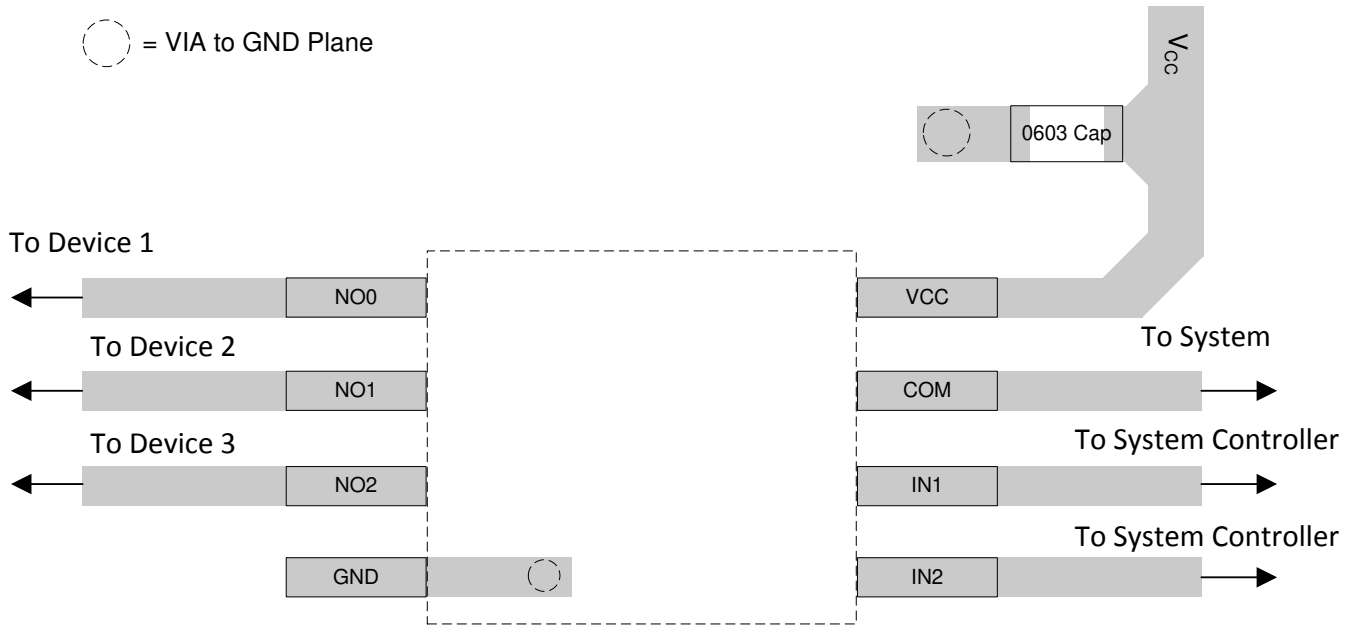 = VIA to GND Plane
VCC
0603 Cap
To Device 1
NO0
VCC
To Device 2
To System
NO1
COM
To Device 3
To System Controller
NO2
IN1
To System Controller
GND
IN2